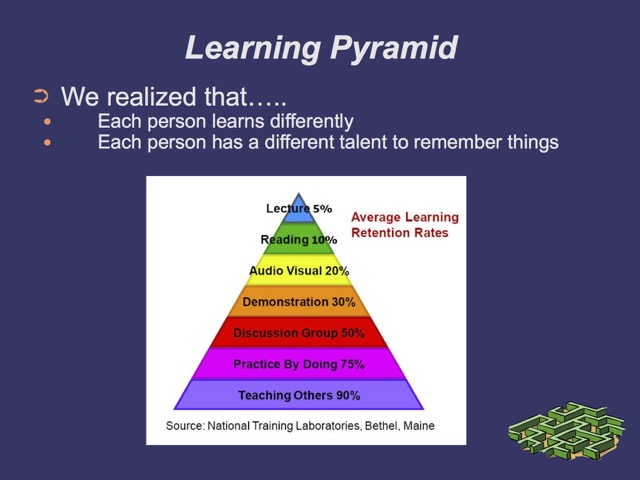 Learning Pyramid
We realized that…..
Each person learns differently
Each person has a different talent to remember things
Lecture 5%
Average Learning
Retention Rates
Reading 10%
Audio Visual 20%
Demonstration 30%
Discussion Group 50%
Practice By Doing 75%
Teaching Others 90%
Source: National Training Laboratories, Bethel, Maine